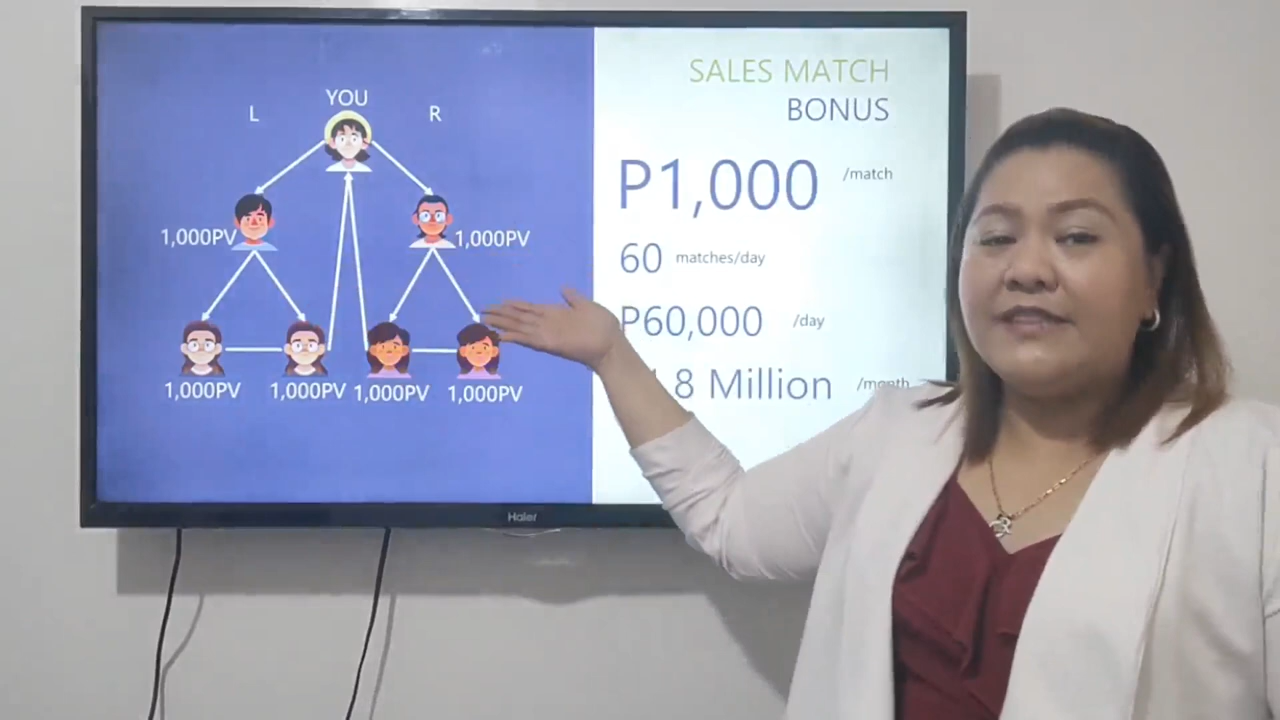 YOU
L
R
1,000PV
1,000PV
1,000PV
1,000PV
1,000PV
1,000PV
SALES MATCH
BONUS
P1,000 /match
60 matches/day
P60,000 /day
8 Million /month
Haier